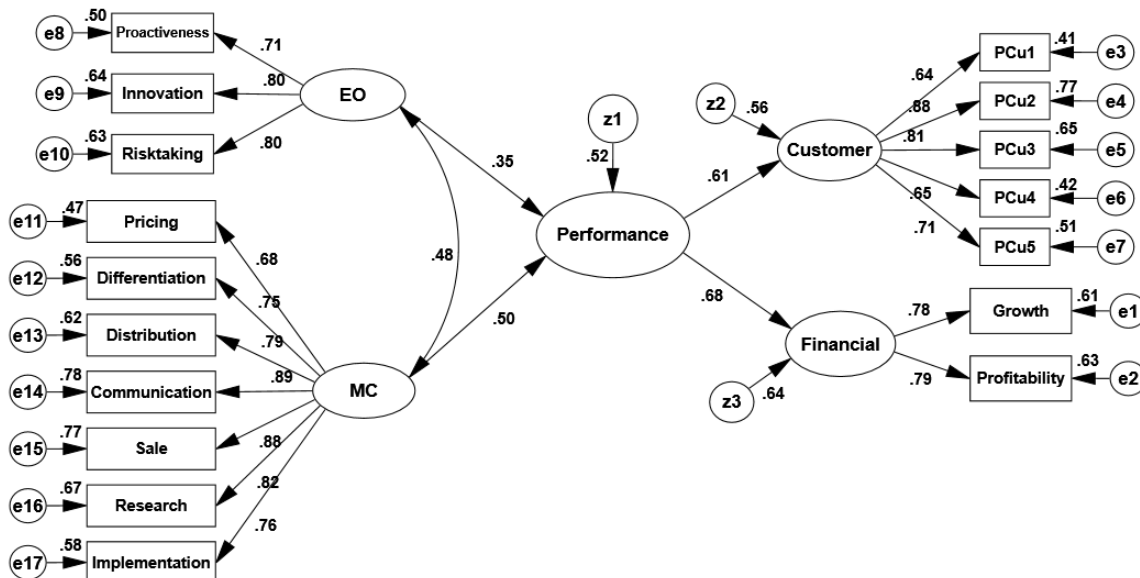 e8
.50
Proactiveness
.71
e9
.64
Innovation
.80
e10
.63
Risktaking
.80
EO
e11
.47
Pricing
.68
e12
.56
Differentiation
.75
e13
.62
Distribution
.79
e14
.78
Communication
.89
e15
.77
Sale
.88
e16
.67
Research
.82
e17
.58
Implementation
.76
MC
.48
.35
.50
z1
.52
Performance
.61
.68
z2
.56
Customer
z3
.64
Financial
.64
PCu1
.41
e3
.88
PCu2
.77
e4
.81
PCu3
.65
e5
.65
PCu4
.42
e6
.71
PCu5
.51
e7
.78
Growth
.61
e1
.79
Profitability
.63
e2